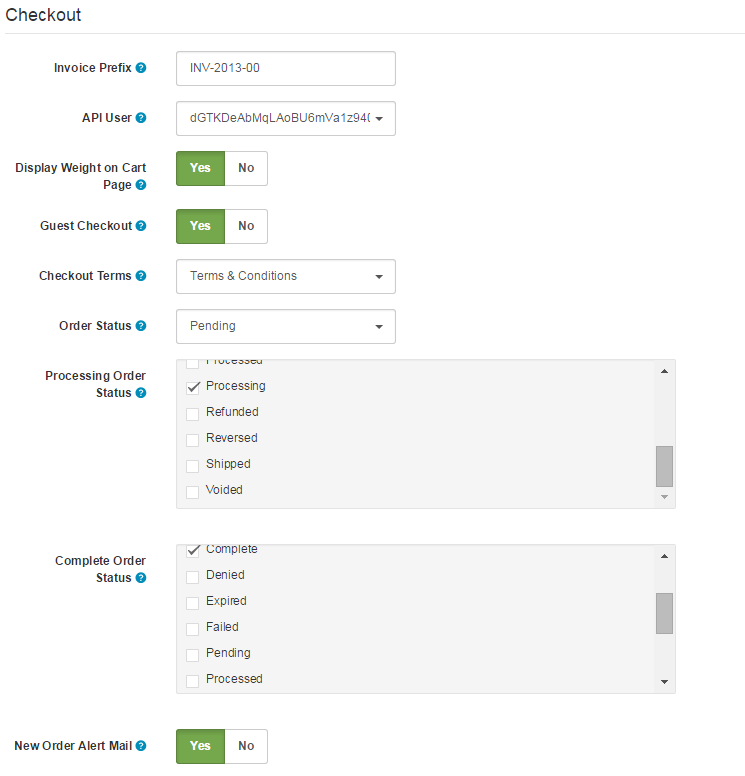 Checkout
Invoice Prefix ?
INV-2013-00
API User ?
dGTKDeAbMqLAoBU6mVa1z940
Display Weight on Cart
Page ?
Yes No
Guest Checkout ?
Yes No
Checkout Terms ?
Terms & Conditions
Order Status ?
Pending
Processing Order
Status ?
Processed
Processing
Refunded
Reversed
Shipped
Voided
Complete Order
Status ?
Complete
Denied
Expired
Failed
Pending
Processed
New Order Alert Mail ?
Yes No